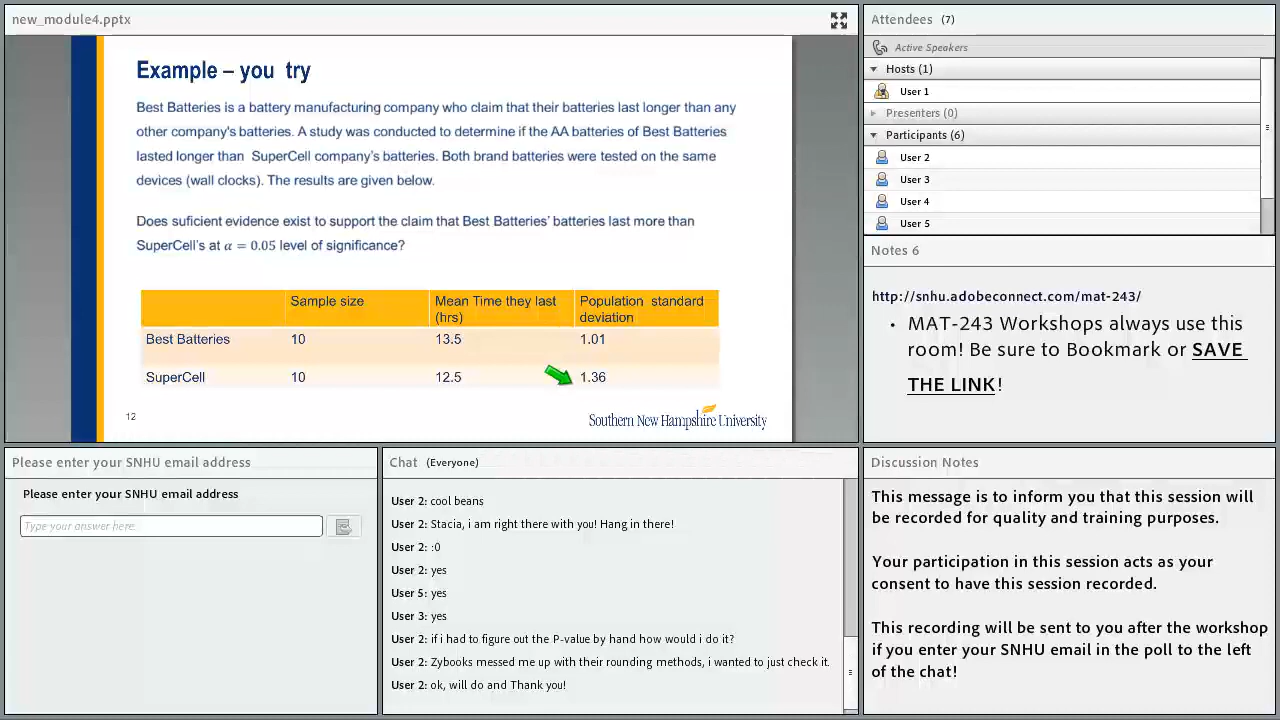 new_module4.pptx
Example – you try
Best Batteries is a battery manufacturing company who claim that their batteries last longer than any
other company's batteries. A study was conducted to determine if the AA batteries of Best Batteries
lasted longer than SuperCell company's batteries. Both brand batteries were tested on the same
devices (wall clocks). The results are given below.
Does suficient evidence exist to support the claim that Best Batteries' batteries last more than
SuperCell's at α = 0.05 level of significance?
Sample size
Mean Time they last (hrs)
Population standard deviation
Best Batteries 10 13.5 1.01
SuperCell 10 12.5 1.36
12
Southern New Hampshire University
Attendees (7)
Active Speakers
Hosts (1)
User 1
Presenters (0)
Participants (6)
User 2
User 3
User 4
User 5
Notes 6
http://snhu.adobeconnect.com/mat-243/
• MAT-243 Workshops always use this
room! Be sure to Bookmark or SAVE
THE LINK!
Please enter your SNHU email address
Please enter your SNHU email address
Type your answer here.
Chat (Everyone)
User 2: cool beans
User 2: Stacia, i am right there with you! Hang in there!
User 2: :0
User 2: yes
User 5: yes
User 3: yes
User 2: if i had to figure out the P-value by hand how would i do it?
User 2: Zybooks messed me up with their rounding methods, i wanted to just check it.
User 2: ok, will do and Thank you!
Discussion Notes
This message is to inform you that this session will
be recorded for quality and training purposes.
Your participation in this session acts as your
consent to have this session recorded.
This recording will be sent to you after the workshop
if you enter your SNHU email in the poll to the left
of the chat!